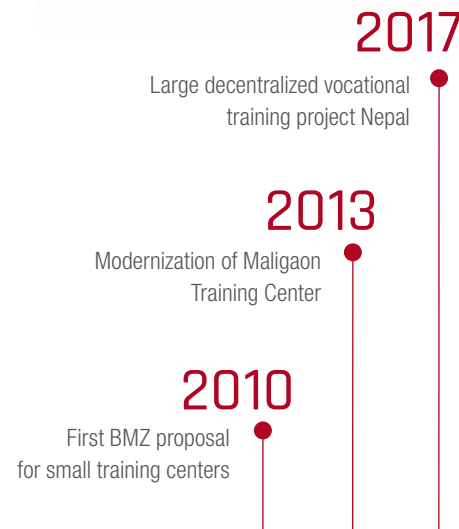 2017
Large decentralized vocational
training project Nepal
2013
Modernization of Maligaon
Training Center
2010
First BMZ proposal
for small training centers